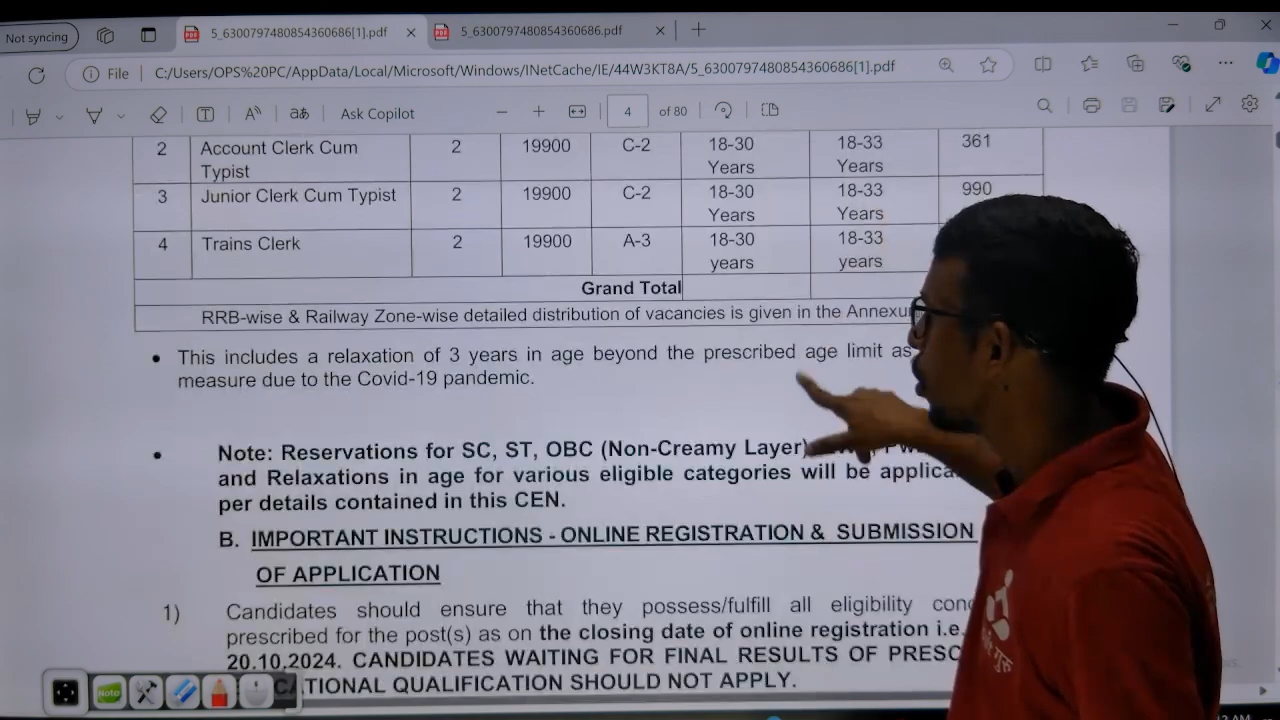 Not syncing
5_6300797480854360686[1].pdf
5_6300797480854360686.pdf
File
C:/Users/OPS%20PC/AppData/Local/Microsoft/Windows/INetCache/IE/44W3KT8A/5_6300797480854360686[1].pdf
Ask Copilot
4 of 80
2 Account Clerk Cum Typist 2 19900 C-2 18-30 Years 18-33 Years 361
3 Junior Clerk Cum Typist 2 19900 C-2 18-30 Years 18-33 Years 990
4 Trains Clerk 2 19900 A-3 18-30 years 18-33 years
Grand Total
RRB-wise & Railway Zone-wise detailed distribution of vacancies is given in the
• This includes a relaxation of 3 years in age beyond the prescribed age limit as
measure due to the Covid-19 pandemic.
• Note: Reservations for SC, ST, OBC (Non-Creamy Layer)
and Relaxations in age for various eligible categories will be
per details contained in this CEN.
B. IMPORTANT INSTRUCTIONS - ONLINE REGISTRATION & SUBMISSION
OF APPLICATION
1) Candidates should ensure that they possess/fulfill all eligibility
prescribed for the post(s) as on the closing date of online registration i.e.
20.10.2024. CANDIDATES WAITING FOR FINAL RESULTS OF
QUALIFICATION SHOULD NOT APPLY.
Note
गुरू